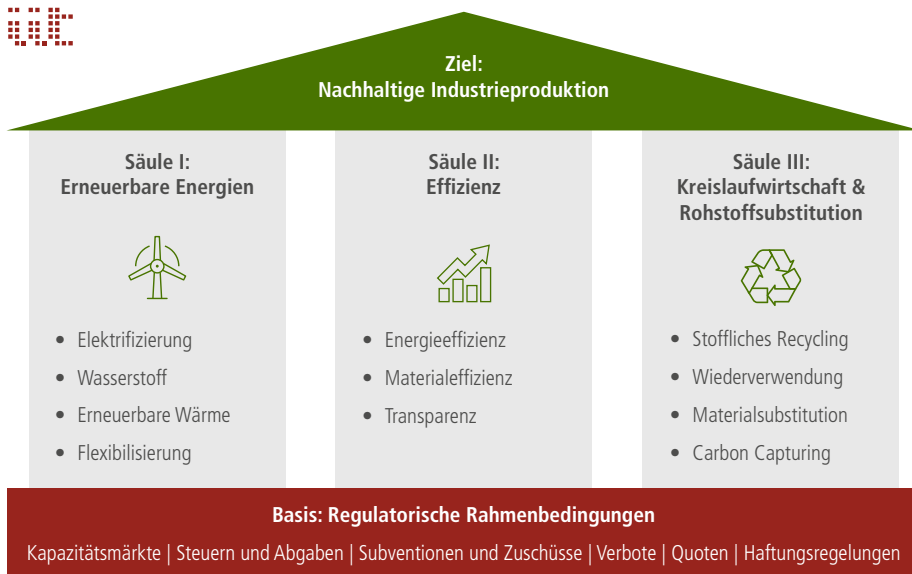 Ziel:
Nachhaltige Industrieproduktion
Säule I:
Erneuerbare Energien
• Elektrifizierung
• Wasserstoff
• Erneuerbare Wärme
• Flexibilisierung
Säule II:
Effizienz
• Energieeffizienz
• Materialeffizienz
• Transparenz
Säule III:
Kreislaufwirtschaft &
Rohstoffsubstitution
• Stoffliches Recycling
• Wiederverwendung
• Materialsubstitution
• Carbon Capturing
Basis: Regulatorische Rahmenbedingungen
Kapazitätsmärkte | Steuern und Abgaben | Subventionen und Zuschüsse | Verbote | Quoten | Haftungsregelungen